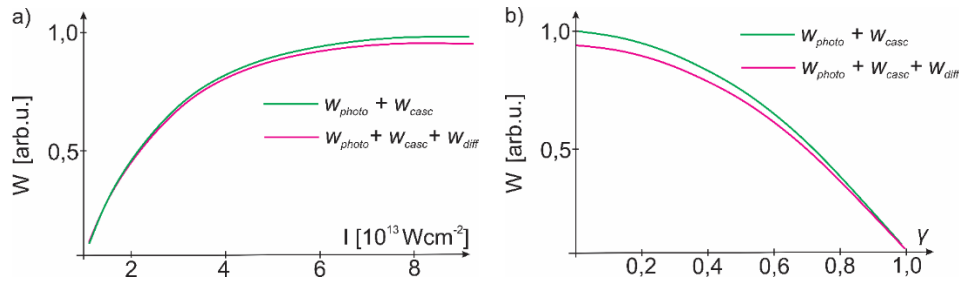 a)
W [arb.u.]
1,0
0,5
w_photo + w_casc
w_photo + w_casc + w_diff
I [10^13 Wcm^-2]
2 4 6 8
b)
W [arb.u.]
1,0
0,5
w_photo + w_casc
w_photo + w_casc + w_diff
γ
0,2 0,4 0,6 0,8 1,0